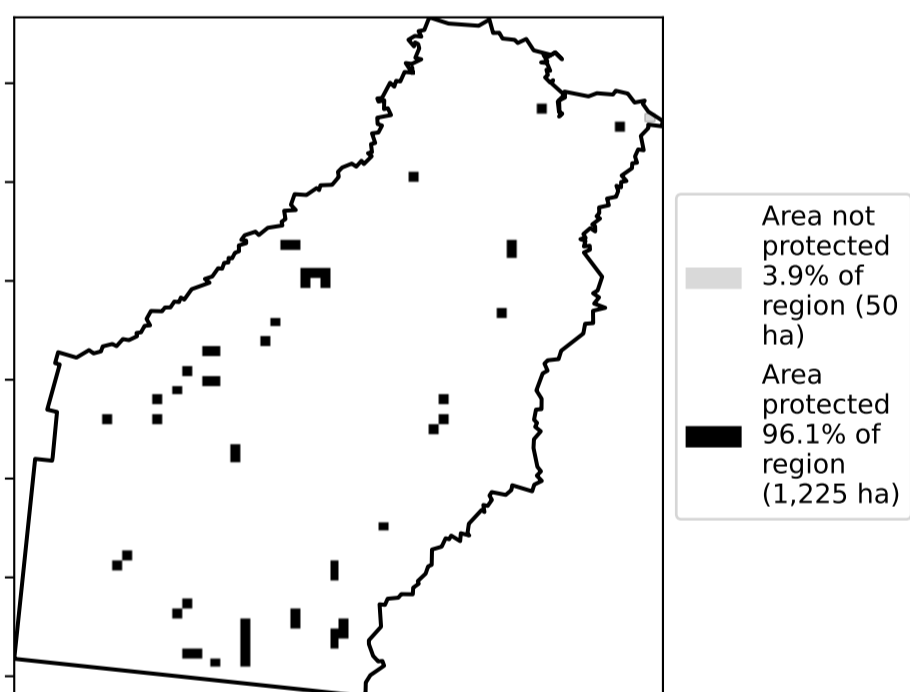 Area not
protected
3.9% of
region (50
ha)
Area
protected
96.1% of
region
(1,225 ha)